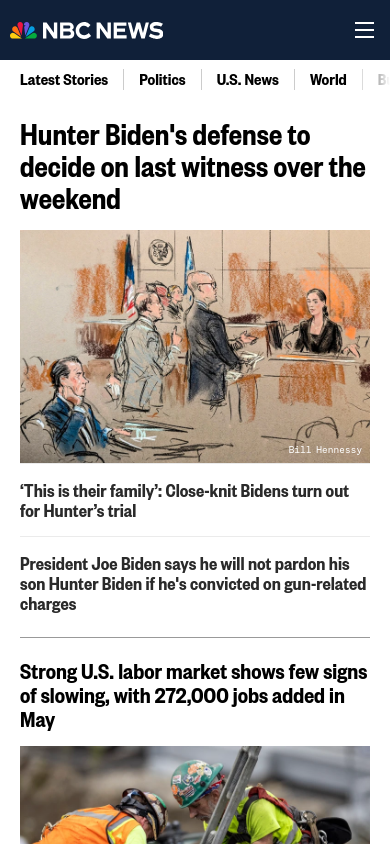 NBC NEWS
Latest Stories
Politics
U.S. News
World
Hunter Biden's defense to
decide on last witness over the
weekend
Bill Hennessy
‘This is their family’: Close-knit Bidens turn out
for Hunter’s trial
President Joe Biden says he will not pardon his
son Hunter Biden if he's convicted on gun-related
charges
Strong U.S. labor market shows few signs
of slowing, with 272,000 jobs added in
May